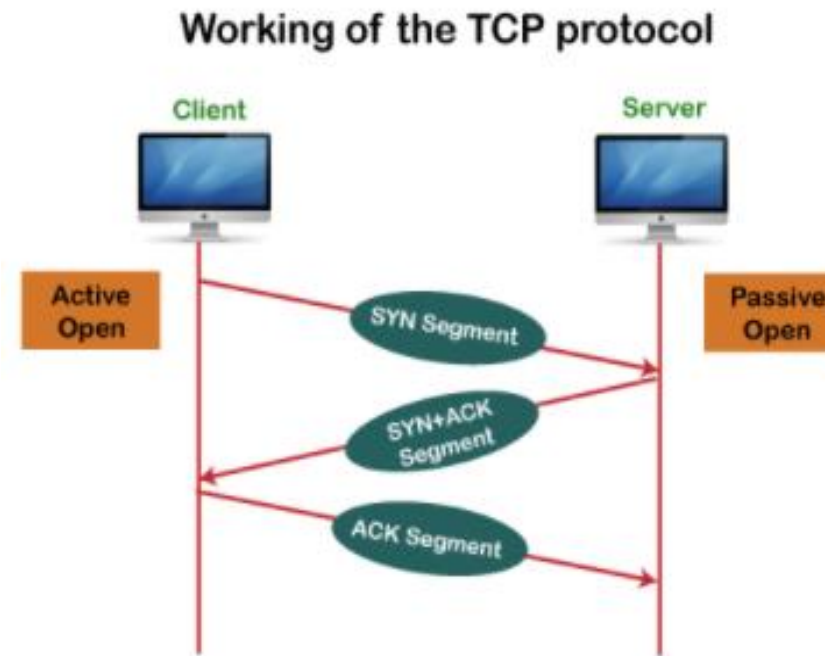 Working of the TCP protocol
Client
Server
Active
Open
Passive
Open
SYN Segment
SYN+ACK
Segment
ACK Segment